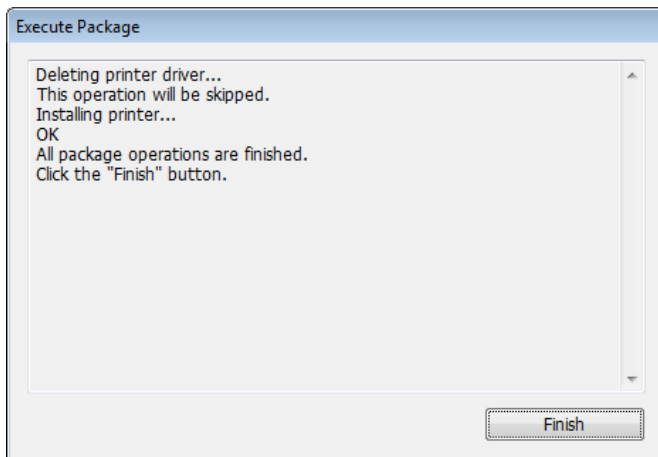 Execute Package
Deleting printer driver...
This operation will be skipped.
Installing printer...
OK
All package operations are finished.
Click the "Finish" button.
Finish